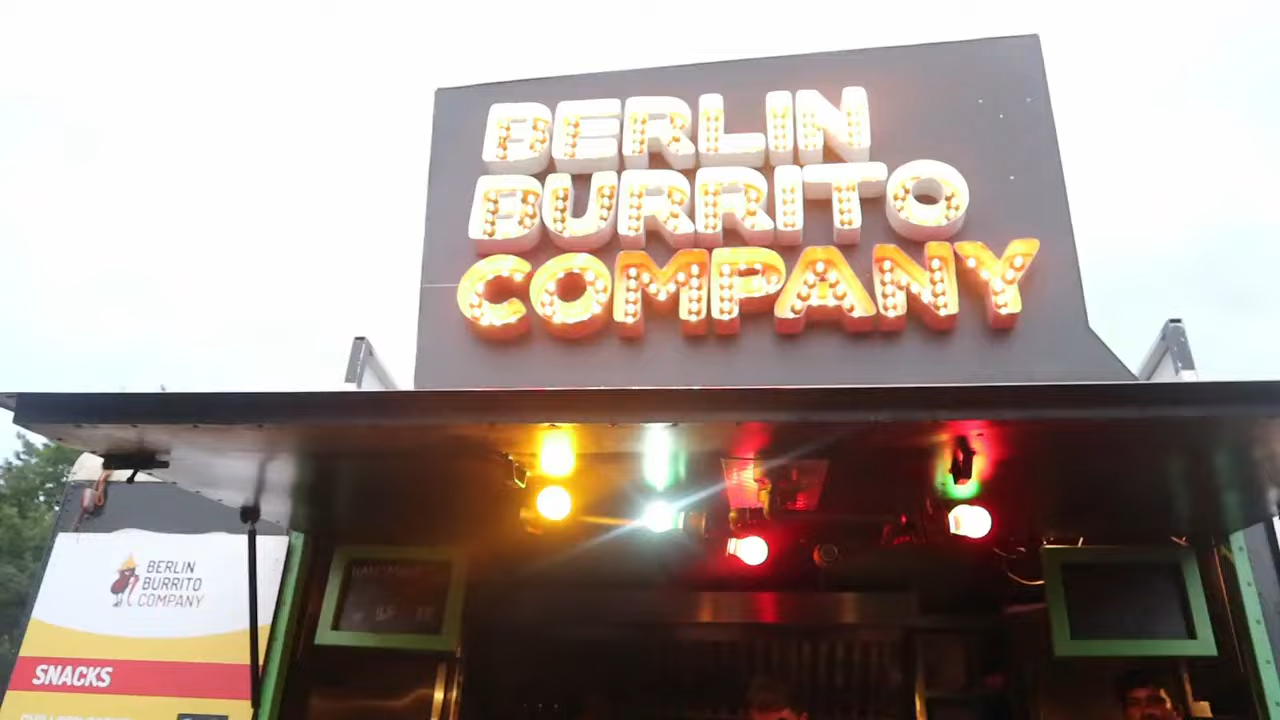 BERLIN
BURRITO
COMPANY
BERLIN
BURRITO
COMPANY
SNACKS